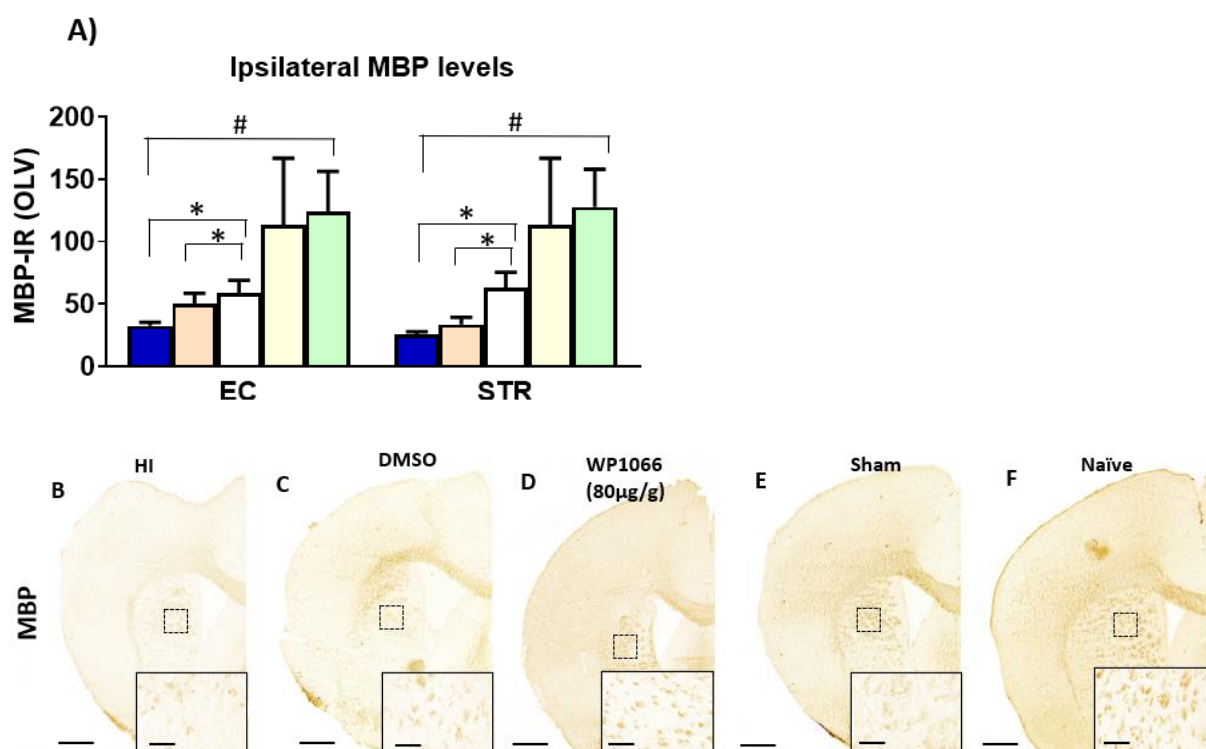 A)
Ipsilateral MBP levels
MBP-IR (OLV)
200
150
100
50
0
#
*
*
#
*
*
EC
STR
HI
DMSO
WP1066
(80µg/g)
Sham
Naïve
B
C
D
E
F
MBP